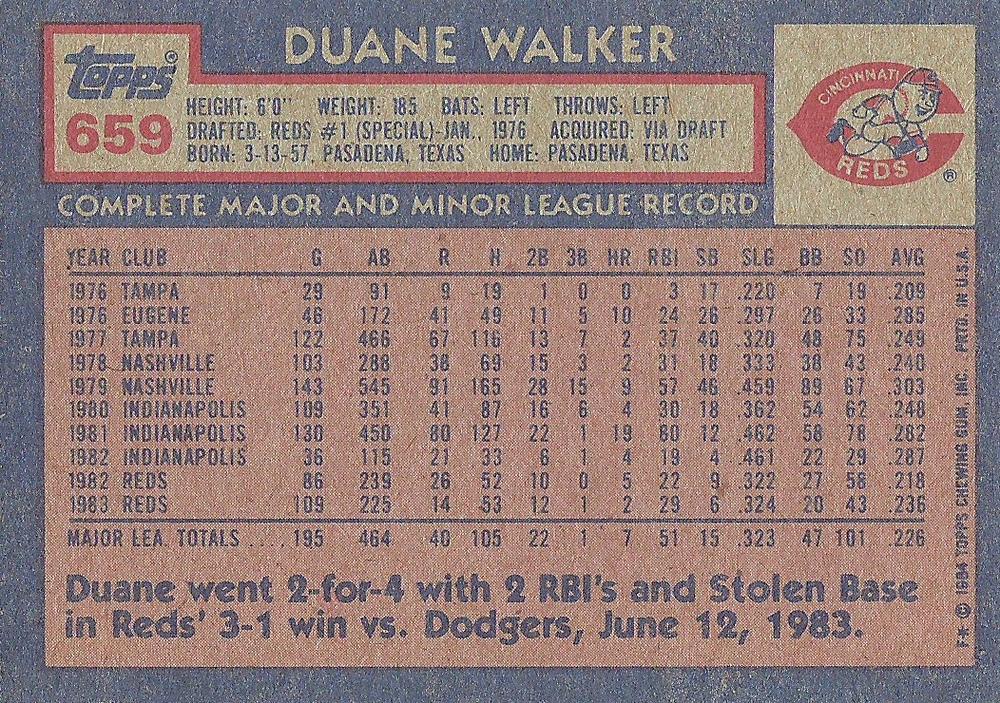 DUANE WALKER
Topps®
659
HEIGHT: 6'0" WEIGHT: 185 BATS: LEFT THROWS: LEFT
DRAFTED: REDS #1 (SPECIAL)-JAN., 1976 ACQUIRED: VIA DRAFT
BORN: 3-13-57, PASADENA, TEXAS HOME: PASADENA, TEXAS
CINCINNATI
REDS
®
COMPLETE MAJOR AND MINOR LEAGUE RECORD
YEAR CLUB G AB R H 2B 3B HR RBI SB SLG BB SO AVG
1976 TAMPA 29 91 9 19 1 0 0 3 17 .220 7 19 .209
1976 EUGENE 46 172 41 49 11 5 10 24 26 .297 26 33 .285
1977 TAMPA 122 466 67 116 13 7 2 37 40 .320 48 75 .249
1978 NASHVILLE 103 288 38 69 15 3 2 31 18 .333 38 43 .240
1979 NASHVILLE 143 545 91 165 28 15 9 57 46 .459 89 67 .303
1980 INDIANAPOLIS 109 351 41 87 16 6 4 30 18 .362 54 62 .248
1981 INDIANAPOLIS 130 450 80 127 22 1 19 80 12 .462 58 78 .282
1982 INDIANAPOLIS 36 115 21 33 6 1 4 19 4 .461 22 29 .287
1982 REDS 86 239 26 52 10 0 5 22 9 .322 27 58 .218
1983 REDS 109 225 14 53 12 1 2 29 6 .324 20 43 .236
MAJOR LEA. TOTALS .... 195 464 40 105 22 1 7 51 15 .323 47 101 .226
Duane went 2-for-4 with 2 RBI's and Stolen Base
in Reds' 3-1 win vs. Dodgers, June 12, 1983.
F* © 1984 TOPPS CHEWING GUM, INC. PRTD. IN U.S.A.